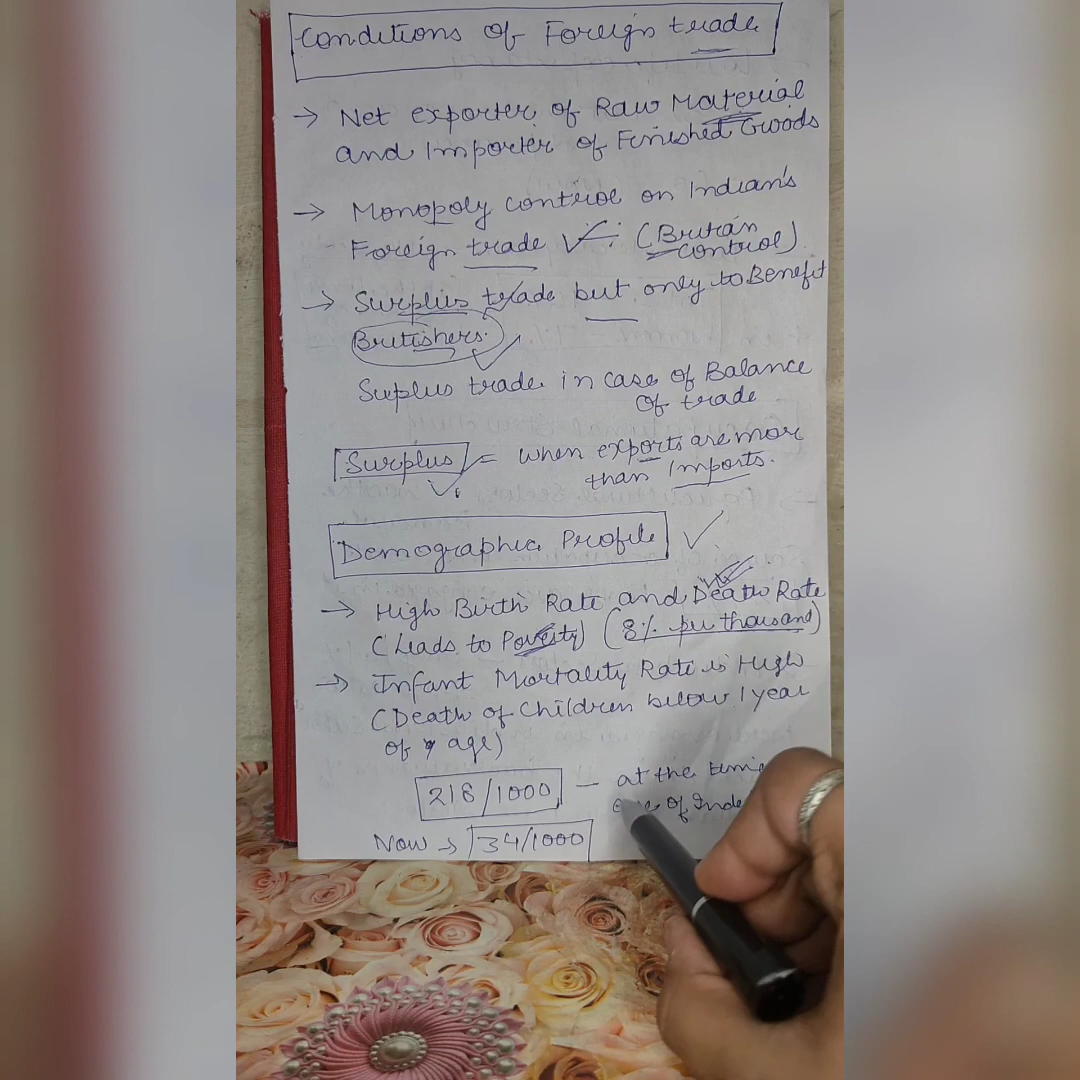 Conditions of Foreign trade
→ Net exporter of Raw Material
and Importer of Finished Goods
→ Monopoly control on Indian's
Foreign trade (Britan
control)
→ Surplus trade but only to Benefit
Britishers.
Suplus trade in case of Balance
of trade
Surplus = when exports are more
than Imports.
Demographic Profile
→ High Birth Rate and Death Rate
(Leads to Poverty) (8% per thousand)
→ Infant Mortality Rate is High
(Death of Children below 1 year
of age)
218/1000 – at the
of
Now → 34/1000